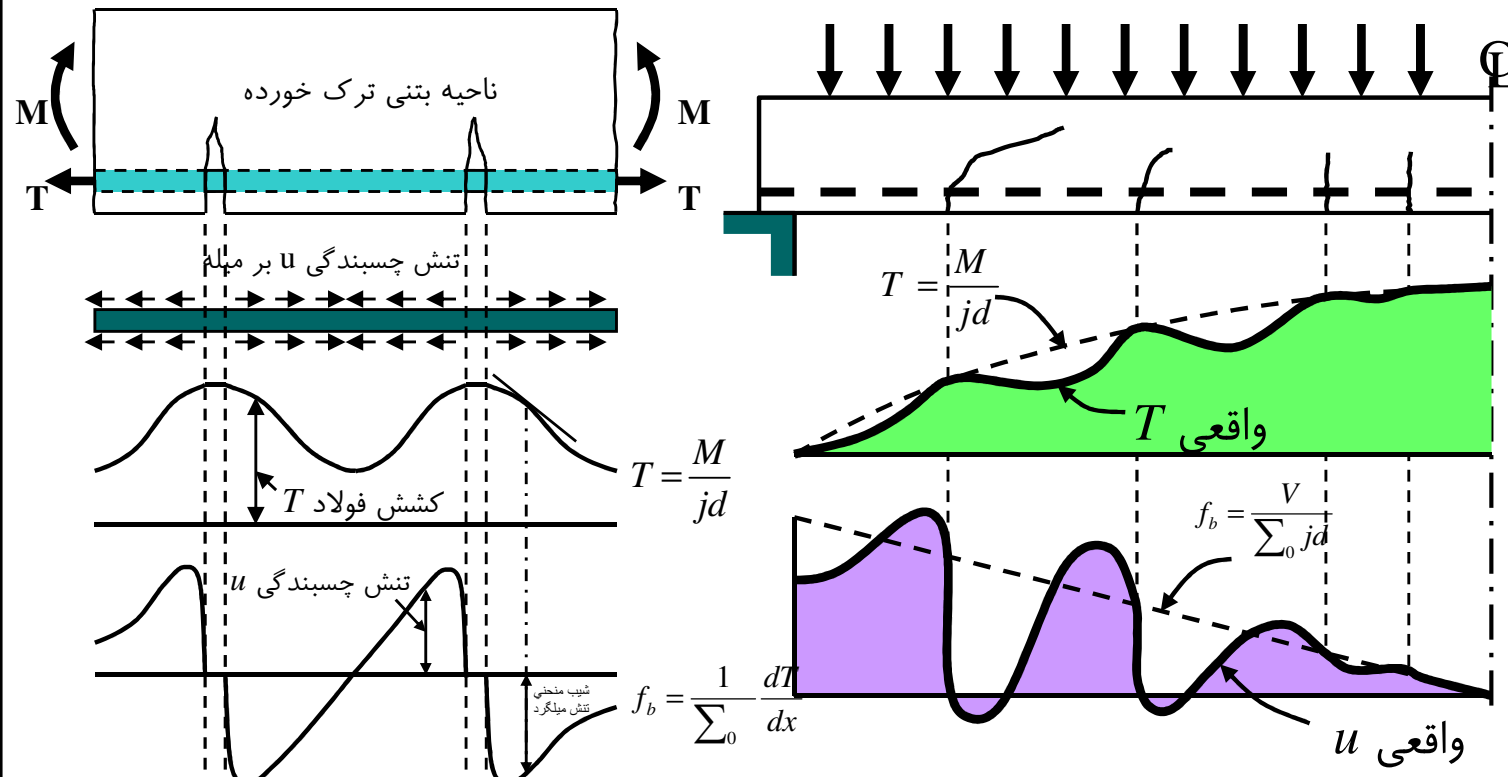 ناحیه بتنی ترک خورده
M
M
T
T
تنش چسبندگی u بر میله
T = M / jd
کشش فولاد T
تنش چسبندگی u
شیب منحنی
تنش میلگرد
f_b = 1 / ∑₀ dT / dx
℄
T = M / jd
واقعی T
f_b = V / ∑₀ jd
واقعی u